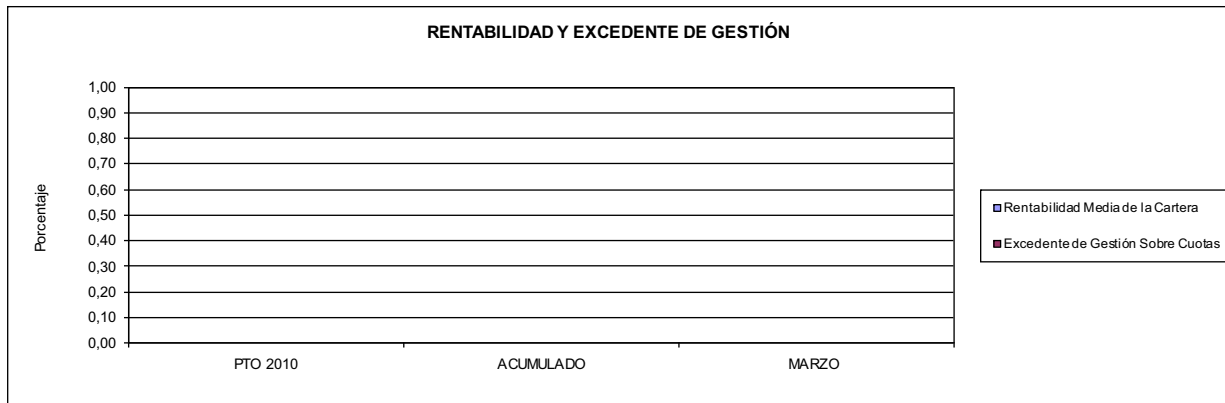 RENTABILIDAD Y EXCEDENTE DE GESTIÓN
1,00
0,90
0,80
0,70
0,60
0,50
0,40
0,30
0,20
0,10
0,00
Porcentaje
PTO 2010
ACUMULADO
MARZO
Rentabilidad Media de la Cartera
Excedente de Gestión Sobre Cuotas